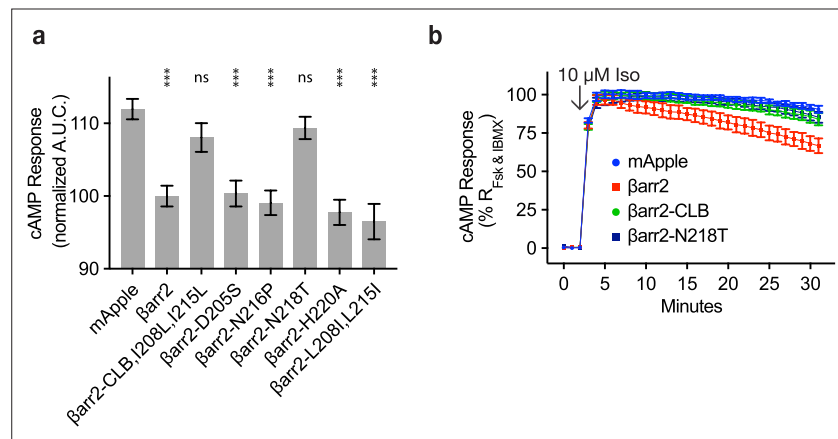 a
cAMP Response
(normalized A.U.C.)
110
100
90
***
ns
***
***
ns
***
***
mApple
βarr2
βarr2-CLB,I208L,I215L
βarr2-D205S
βarr2-N216P
βarr2-N218T
βarr2-H220A
βarr2-L208I,L215I
b
10 µM Iso
cAMP Response
(% R Fsk & IBMX)
100
75
50
25
0
mApple
βarr2
βarr2-CLB
βarr2-N218T
0
5
10
15
20
25
30
Minutes